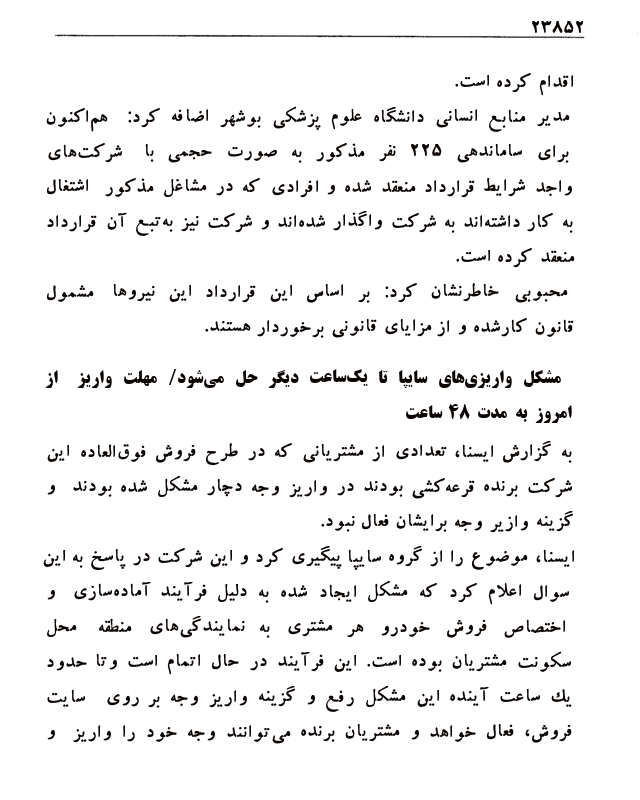 ۲۳۸۵۲
اقدام کرده است.
مدیر منابع انسانی دانشگاه علوم پزشکی بوشهر اضافه کرد: هم‌اکنون
برای ساماندهی ۲۲۵ نفر مذکور به صورت حجمی با شرکت‌های
واجد شرایط قرارداد منعقد شده و افرادی که در مشاغل مذکور اشتغال
به کار داشته‌اند به شرکت واگذار شده‌اند و شرکت نیز به‌تبع آن قرارداد
منعقد کرده است.
محبوبی خاطرنشان کرد: بر اساس این قرارداد این نیروها مشمول
قانون کارشده و از مزایای قانونی برخوردار هستند.
مشکل واریزی‌های سایپا تا یک‌ساعت دیگر حل می‌شود/ مهلت واریز از
امروز به مدت ۴۸ ساعت
به گزارش ایسنا، تعدادی از مشتریانی که در طرح فروش فوق‌العاده این
شرکت برنده قرعه‌کشی بودند در واریز وجه دچار مشکل شده بودند و
گزینه وازیر وجه برایشان فعال نبود.
ایسنا، موضوع را از گروه سایپا پیگیری کرد و این شرکت در پاسخ به این
سوال اعلام کرد که مشکل ایجاد شده به دلیل فرآیند آماده‌سازی و
اختصاص فروش خودرو هر مشتری به نمایندگی‌های منطقه محل
سکونت مشتریان بوده است. این فرآیند در حال اتمام است وتا حدود
یك ساعت آینده این مشکل رفع و گزینه واریز وجه بر روی سایت
فروش، فعال خواهد و مشتریان برنده می‌توانند وجه خود را واریز و